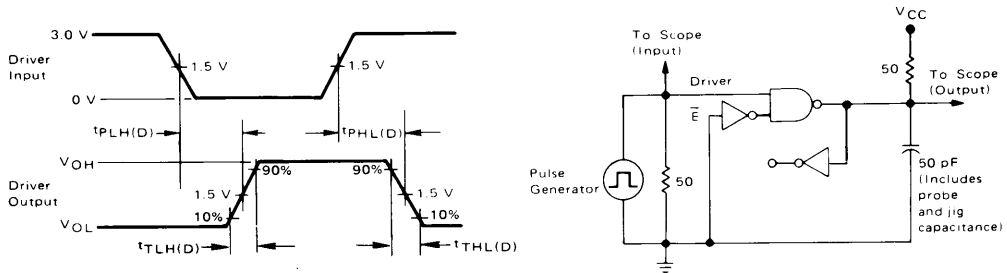 3.0 V
Driver
Input
1.5 V
1.5 V
0 V
tPLH(D)
tPHL(D)
VOH
90%
90%
Driver
Output
1.5 V
1.5 V
10%
10%
VOL
tTLH(D)
tTHL(D)
VCC
To Scope
(Input)
50
To Scope
(Output)
Driver
E
Pulse
Generator
50
50 pF
(Includes
probe
and jig
capacitance)